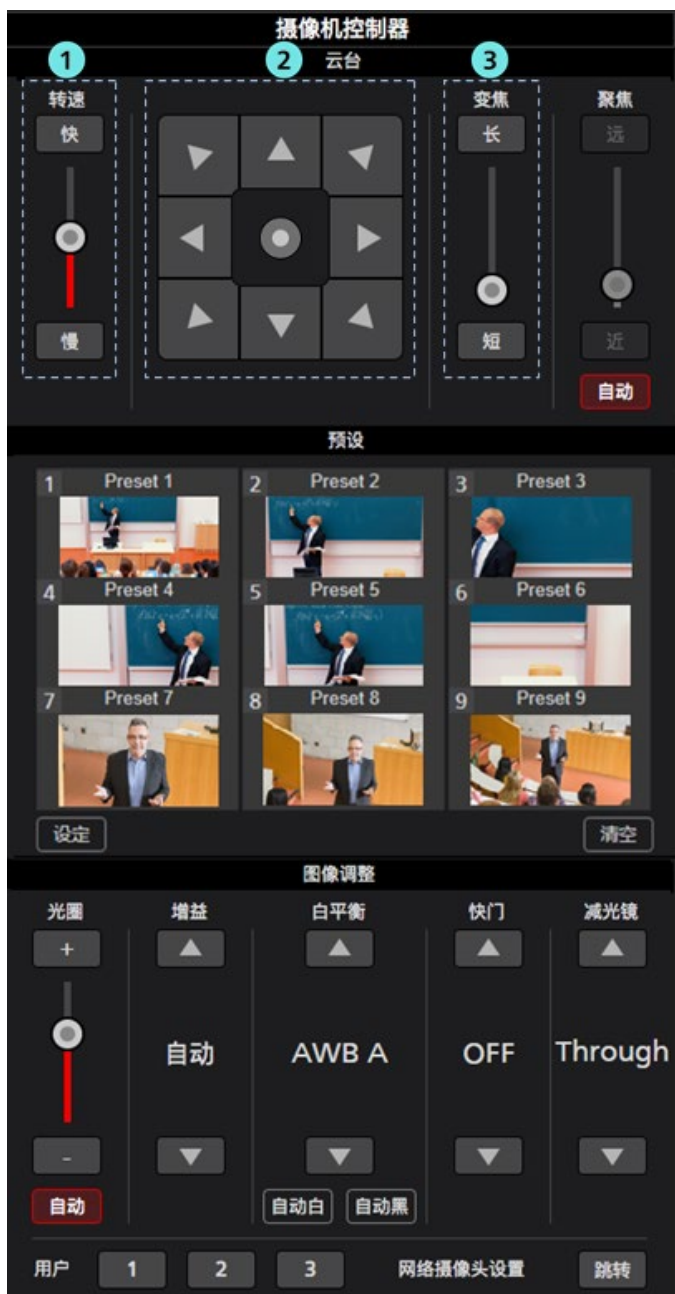 摄像机控制器
1 2 云台 3
转速 变焦 聚焦
快 长 远
慢 短 近
自动
预设
1 Preset 1 2 Preset 2 3 Preset 3
4 Preset 4 5 Preset 5 6 Preset 6
7 Preset 7 8 Preset 8 9 Preset 9
设定 清空
图像调整
光圈 增益 白平衡 快门 减光镜
+
自动 AWB A OFF Through
-
自动 自动白 自动黑
用户 1 2 3 网络摄像头设置 跳转